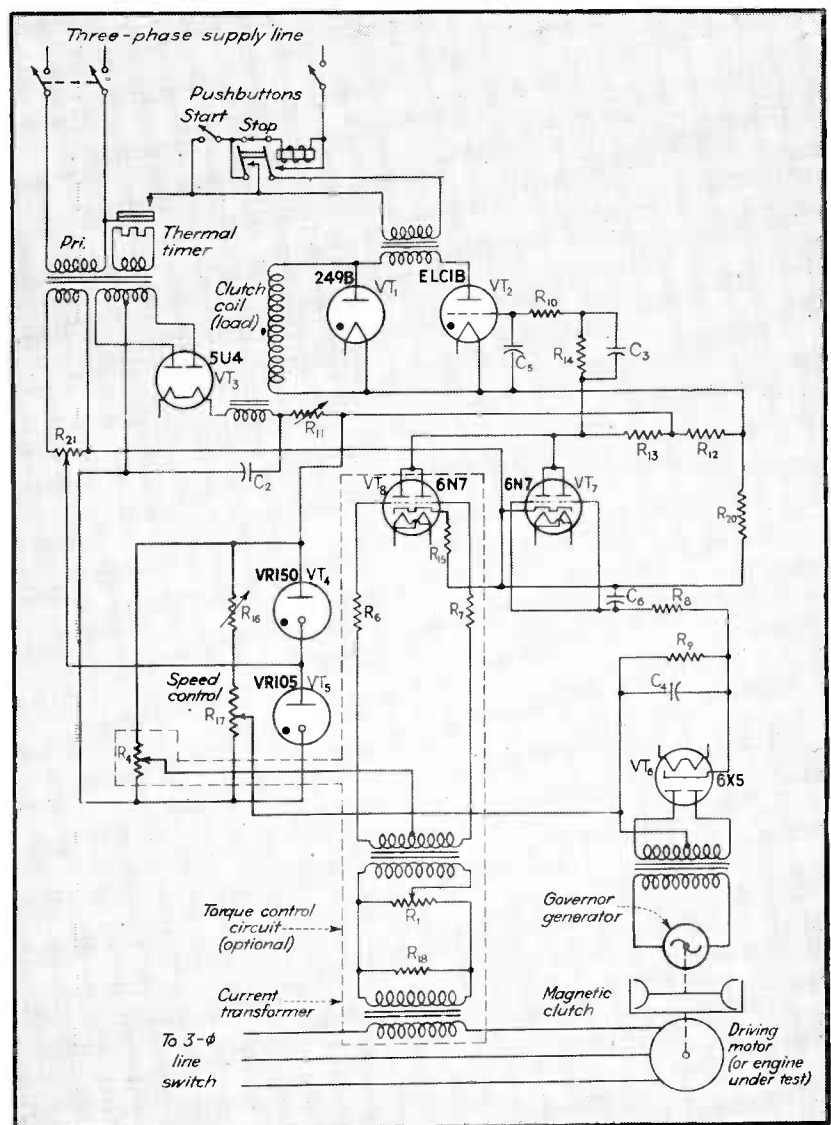 Three-phase supply line
Pushbuttons
Start
Stop
Pri.
Thermal
timer
Clutch
coil
(load)
249B
VT₁
ELC1B
VT₂
R₁₀
C₅
R₁₄
C₃
5U4
VT₃
R₂₁
R₁₁
C₂
R₁₃
R₁₂
VT₈
6N7
6N7
VT₇
R₁₅
R₂₀
VR150
VT₄
R₁₆
R₆
R₇
C₆
R₈
R₉
Speed
control
VR105
VT₅
R₁₇
C₄
R₄
VT₆
6X5
Torque control
circuit
(optional)
R₁
R₁₈
Governor
generator
Current
transformer
Magnetic
clutch
To 3-ϕ
line
switch
Driving
motor
(or engine
under test)